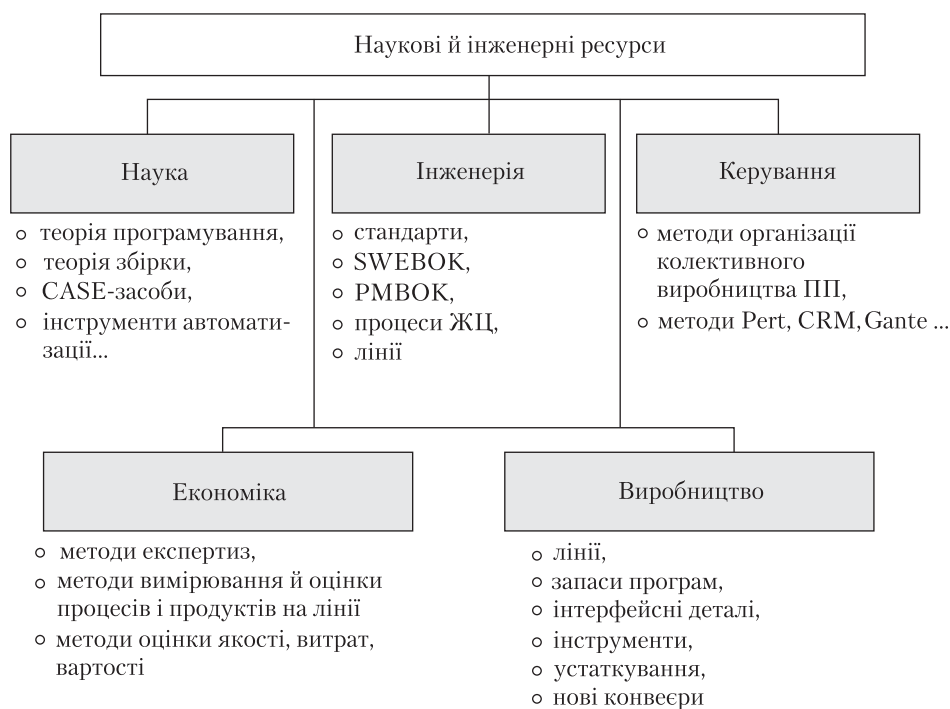 Наукові й інженерні ресурси
Наука
теорія програмування,
теорія збірки,
CASE-засоби,
інструменти автомати-
зації...
Інженерія
стандарти,
SWEBOK,
PMBOK,
процеси ЖЦ,
лінії
Керування
методи організації
колективного
виробництва ПП,
методи Pert, CRM, Gante ...
Економіка
методи експертиз,
методи вимірювання й оцінки
процесів і продуктів на лінії
методи оцінки якості, витрат,
вартості
Виробництво
лінії,
запаси програм,
інтерфейсні деталі,
інструменти,
устаткування,
нові конвеєри